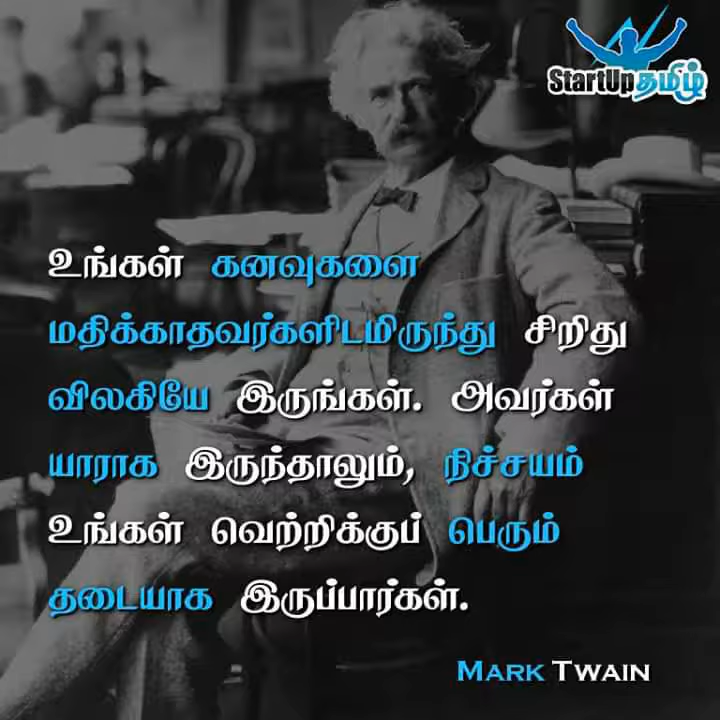 StartUpதமிழ்
உங்கள் கனவுகளை
மதிக்காதவர்களிடமிருந்து சிறிது
விலகியே இருங்கள். அவர்கள்
யாராக இருந்தாலும், நிச்சயம்
உங்கள் வெற்றிக்குப் பெரும்
தடையாக இருப்பார்கள்.
MARK TWAIN